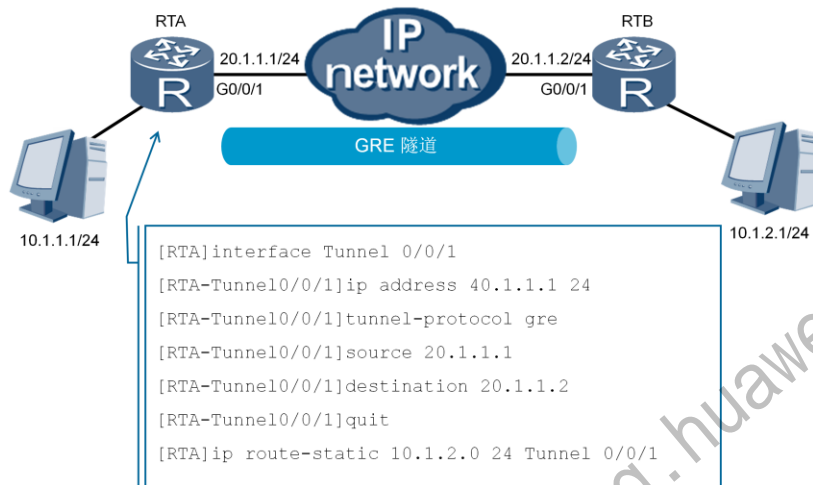 RTA
RTB
IP
network
20.1.1.1/24
20.1.1.2/24
G0/0/1
G0/0/1
R
R
GRE 隧道
10.1.1.1/24
10.1.2.1/24
[RTA]interface Tunnel 0/0/1
[RTA-Tunnel0/0/1]ip address 40.1.1.1 24
[RTA-Tunnel0/0/1]tunnel-protocol gre
[RTA-Tunnel0/0/1]source 20.1.1.1
[RTA-Tunnel0/0/1]destination 20.1.1.2
[RTA-Tunnel0/0/1]quit
[RTA]ip route-static 10.1.2.0 24 Tunnel 0/0/1